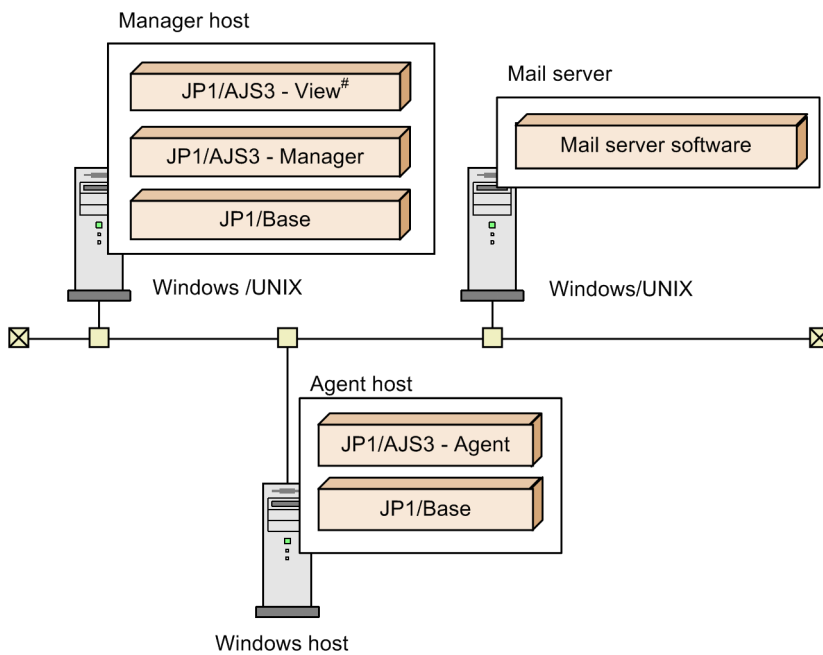 Manager host
JP1/AJS3 - View#
JP1/AJS3 - Manager
JP1/Base
Windows /UNIX
Mail server
Mail server software
Windows/UNIX
Agent host
JP1/AJS3 - Agent
JP1/Base
Windows host